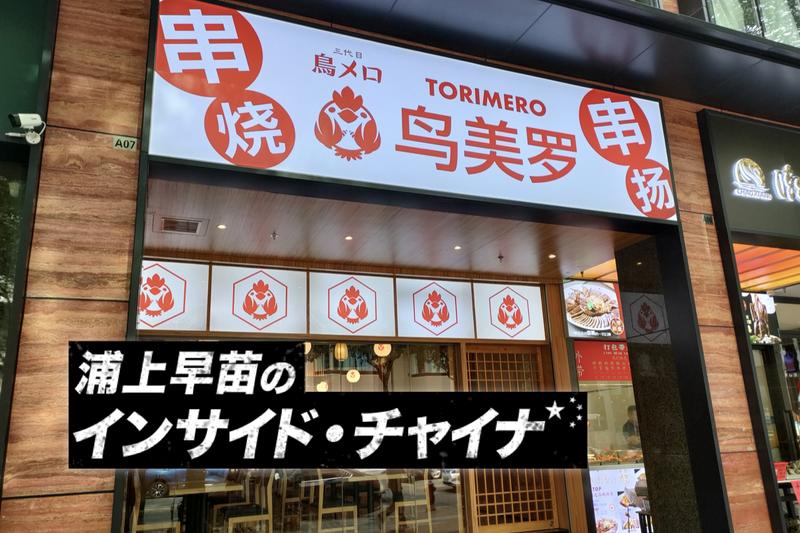 串
烧
三代目
鳥メロ
TORIMERO
鸟美罗
串
扬
A07
浦上早苗の
インサイド・チャイナ